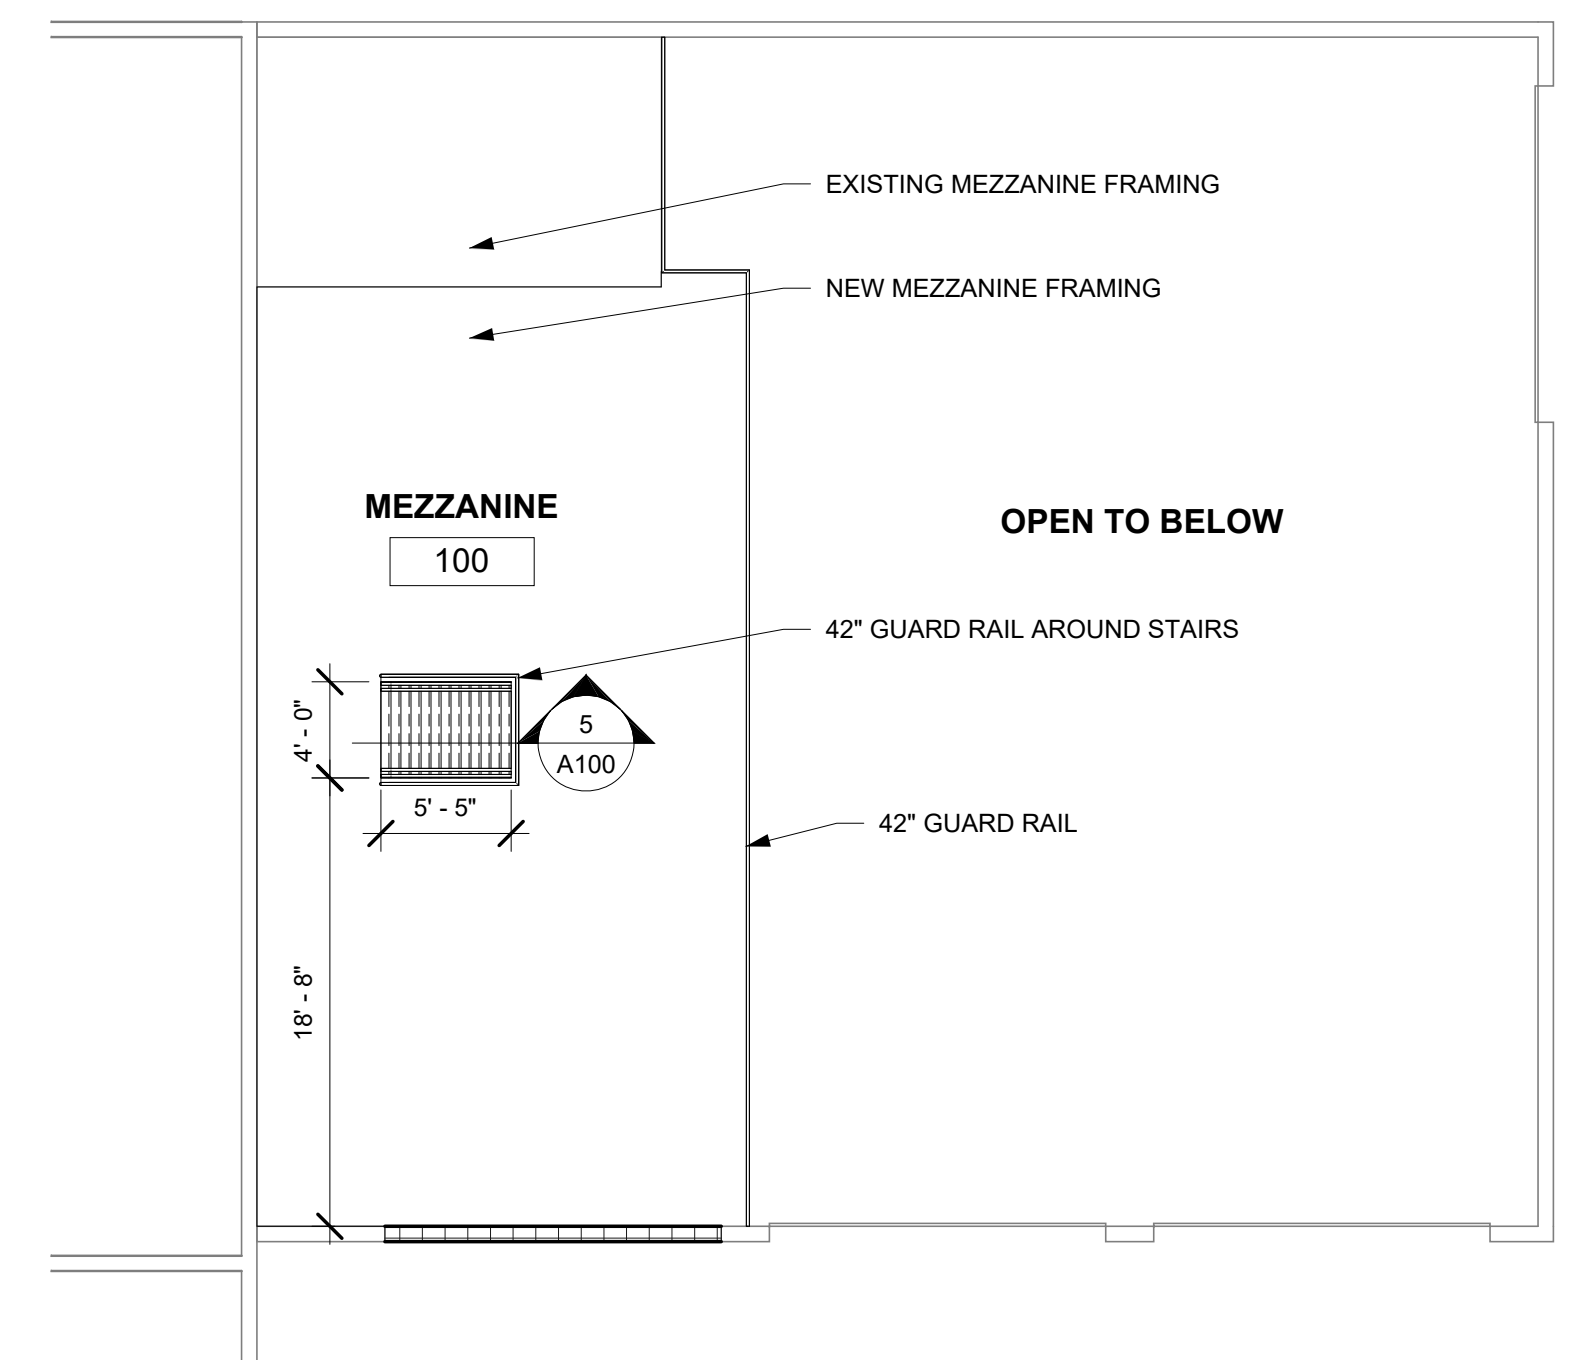 EXISTING MEZZANINE FRAMING
NEW MEZZANINE FRAMING
MEZZANINE
100
OPEN TO BELOW
42" GUARD RAIL AROUND STAIRS
4' - 0"
5
A100
5' - 5"
42" GUARD RAIL
18' - 8"